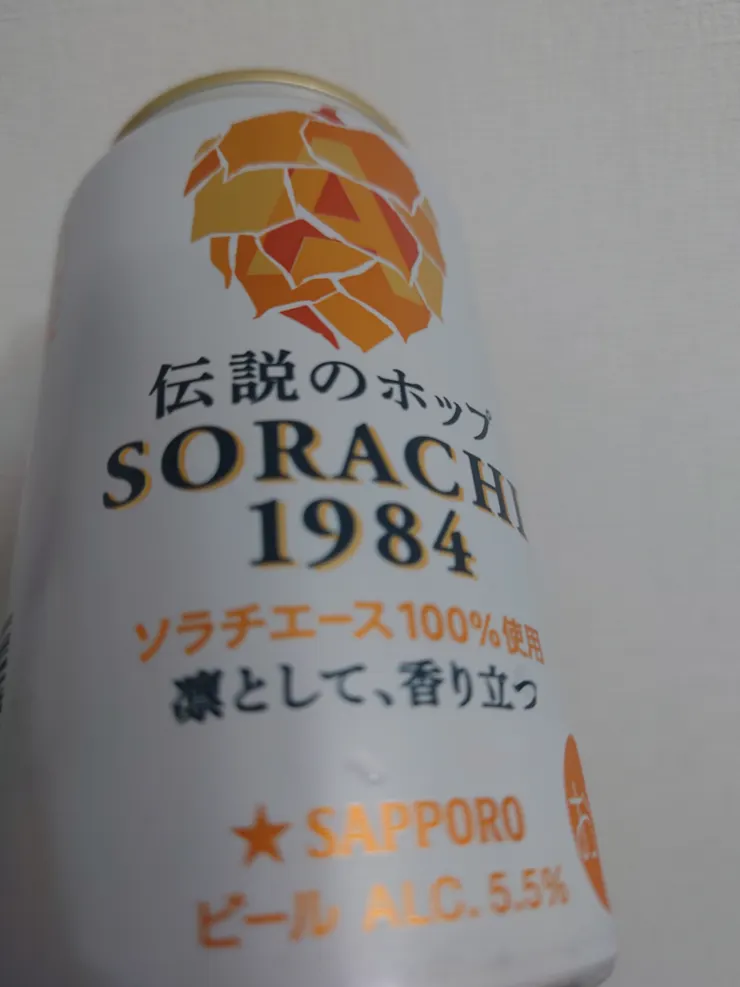 伝説のホップ
SORACHI
1984
ソラチエース100%使用
凛として、香り立つ
★ SAPPORO
ビール ALC. 5.5%
お